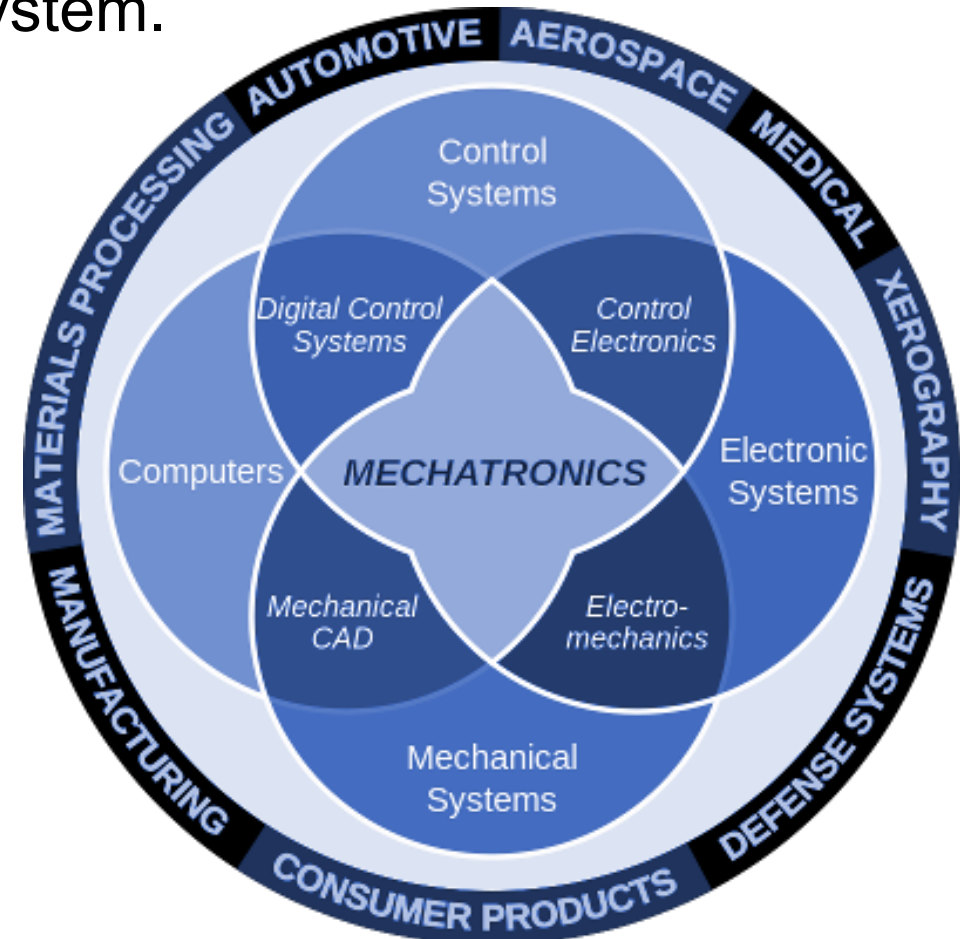 ystem.
AUTOMOTIVE
AEROSPACE
MEDICAL
XEROGRAPHY
DEFENSE SYSTEMS
CONSUMER PRODUCTS
MANUFACTURING
MATERIALS PROCESSING
Control
Systems
Digital Control
Systems
Control
Electronics
Computers
MECHATRONICS
Electronic
Systems
Mechanical
CAD
Electro-
mechanics
Mechanical
Systems